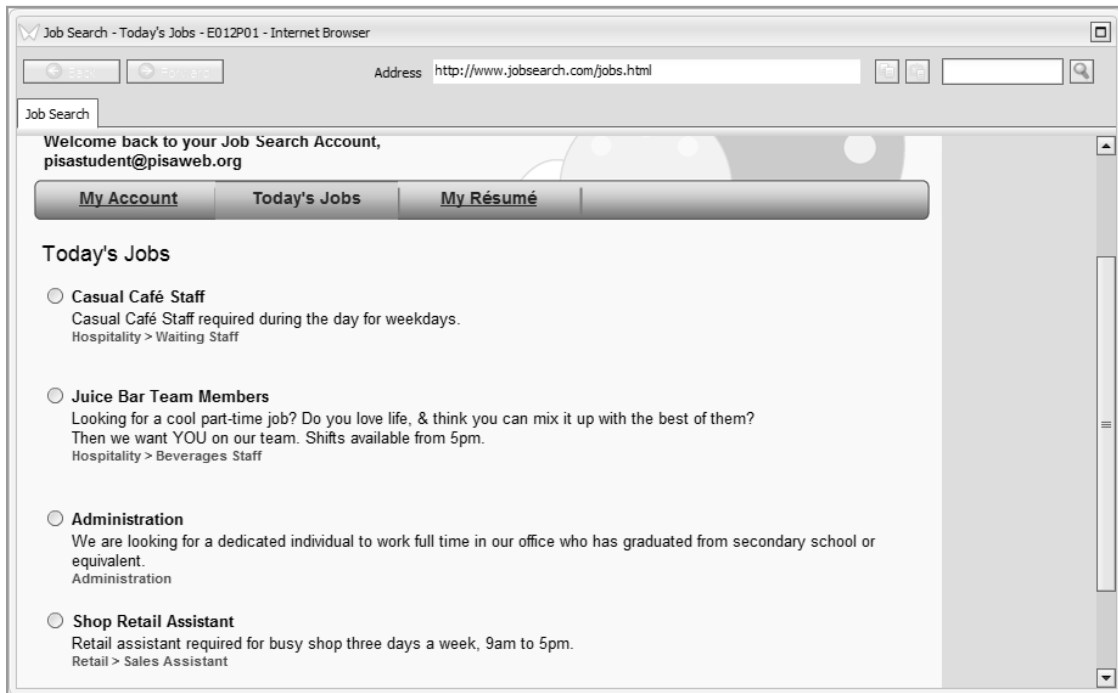 Job Search - Today's Jobs - E012P01 - Internet Browser
Back Forward Address http://www.jobsearch.com/jobs.html
Job Search
Welcome back to your Job Search Account,
pisastudent@pisaweb.org
My Account Today's Jobs My Résumé
Today's Jobs
Casual Café Staff
Casual Café Staff required during the day for weekdays.
Hospitality > Waiting Staff
Juice Bar Team Members
Looking for a cool part-time job? Do you love life, & think you can mix it up with the best of them?
Then we want YOU on our team. Shifts available from 5pm.
Hospitality > Beverages Staff
Administration
We are looking for a dedicated individual to work full time in our office who has graduated from secondary school or
equivalent.
Administration
Shop Retail Assistant
Retail assistant required for busy shop three days a week, 9am to 5pm.
Retail > Sales Assistant